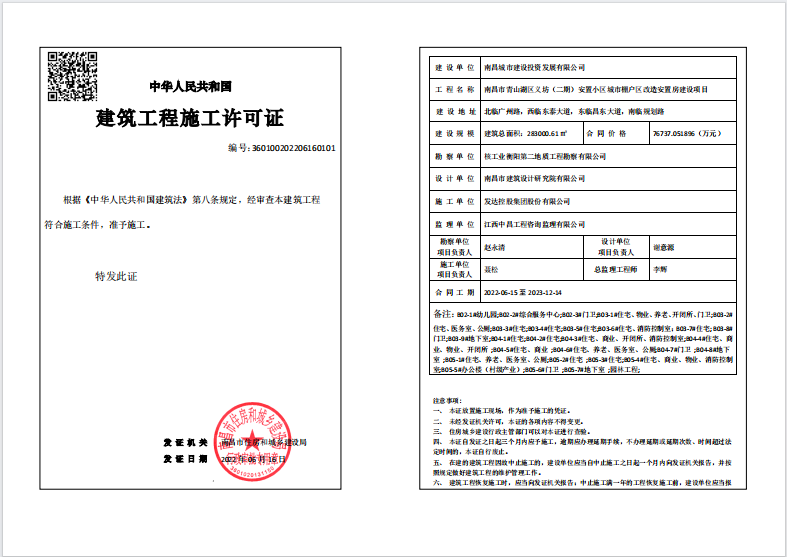 中华人民共和国
建筑工程施工许可证
编号:360100202206160101
根据《中华人民共和国建筑法》第八条规定，经审查本建筑工程
符合施工条件，准予施工。
特发此证
发证机关 南昌市住房和城乡建设局
发证日期 2022年06月16日
建设单位 南昌城市建设投资发展有限公司
工程名称 南昌市青山湖区义坊（二期）安置小区城市棚户区改造安置房建设项目
建设地址 北临广州路，西临东泰大道，东临昌东大道，南临规划路
建设规模 建筑总面积：283000.61㎡ 合同价格 76737.051896（万元）
勘察单位 核工业衡阳第二地质工程勘察有限公司
设计单位 南昌市建筑设计研究院有限公司
施工单位 发达控股集团股份有限公司
监理单位 江西中昌工程咨询监理有限公司
勘察单位
项目负责人 赵永清 设计单位
项目负责人 谢意源
施工单位
项目负责人 聂松 总监理工程师 李辉
合同工期 2022-06-15 至 2023-12-14
备注：B02-1#幼儿园;B02-2#综合服务中心;B02-3#门卫;B03-1#住宅、物业、养老、开闭所、门卫;B03-2#
住宅、医务室、公厕;B03-3#住宅;B03-4#住宅;B03-5#住宅;B03-6#住宅、消防控制室；B03-7#住宅；B03-8#
门卫;B03-9#地下室;B04-1#住宅;B04-2#住宅;B04-3#住宅、商业、开闭所、消防控制室;B04-4#住宅、商
业、物业、开闭所 ;B04-5#住宅、商业 ;B04-6#住宅、养老、医务室、公厕;B04-7#门卫 ;B04-8#地下
室 ;B05-1#住宅、养老、医务室、公厕;B05-2#住宅 ;B05-3#住宅;B05-4#住宅、商业、物业、消防控制
室;B05-5#办公楼（村级产业）;B05-6#门卫 ;B05-7#地下室 ;园林工程;
注意事项：
一、 本证放置施工现场，作为准予施工的凭证。
二、 未经发证机关许可，本证的各项内容不得变更。
三、 住房城乡建设行政主管部门可以对本证进行查验。
四、 本证自发证之日起三个月内应予施工，逾期应办理延期手续，不办理延期或延期次数、时间超过法
定时间的，本证自行废止。
五、 在建的建筑工程因故中止施工的，建设单位应当自中止施工之日起一个月内向发证机关报告，并按
照规定做好建筑工程的维护管理工作。
六、 建筑工程恢复施工时，应当向发证机关报告；中止施工满一年的工程恢复施工前，建设单位应当报